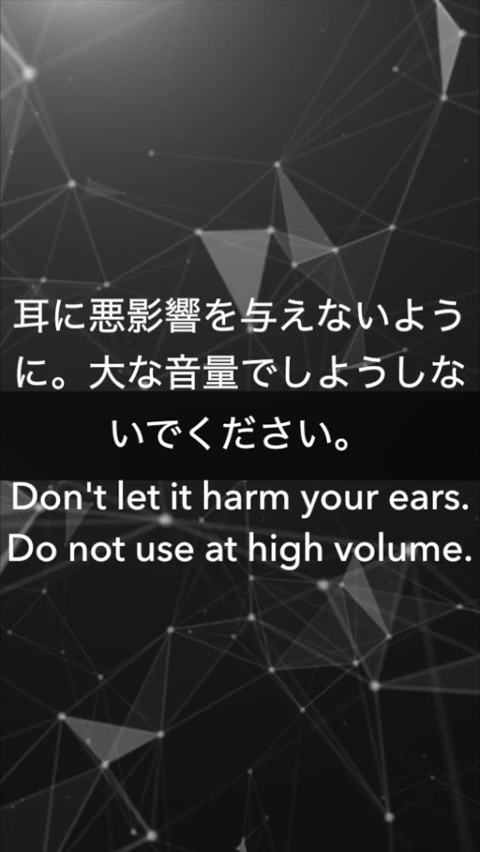 耳に悪影響を与えないよう
に。大な音量でしようしな
いでください。
Don't let it harm your ears.
Do not use at high volume.